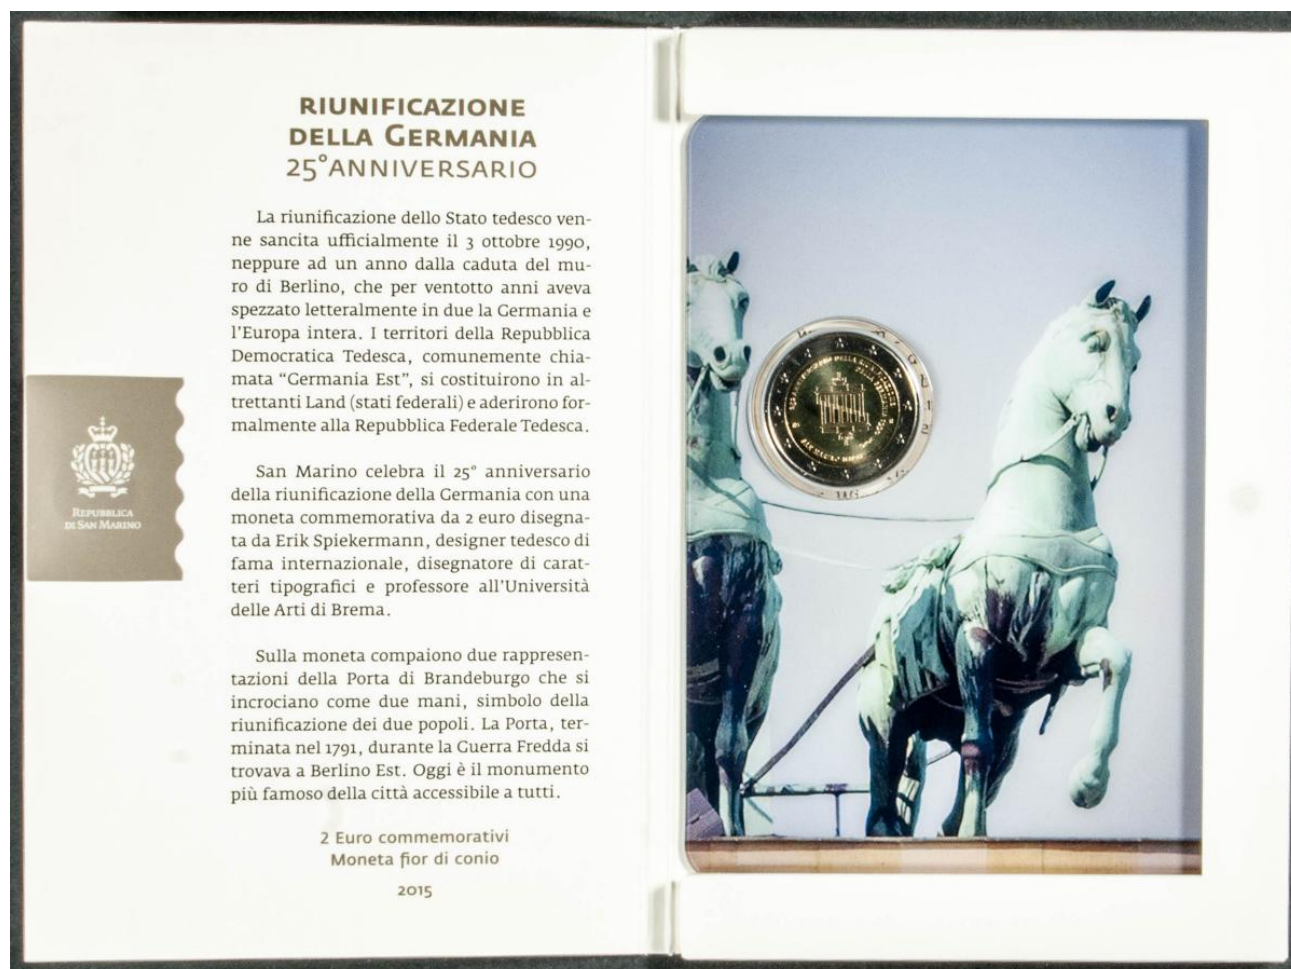 RIUNIFICAZIONE
DELLA GERMANIA
25°ANNIVERSARIO
La riunificazione dello Stato tedesco ven-
ne sancita ufficialmente il 3 ottobre 1990,
neppure ad un anno dalla caduta del mu-
ro di Berlino, che per ventotto anni aveva
spezzato letteralmente in due la Germania e
l'Europa intera. I territori della Repubblica
Democratica Tedesca, comunemente chia-
mata “Germania Est”, si costituirono in al-
trettanti Land (stati federali) e aderirono for-
malmente alla Repubblica Federale Tedesca.
San Marino celebra il 25° anniversario
della riunificazione della Germania con una
moneta commemorativa da 2 euro disegna-
ta da Erik Spiekermann, designer tedesco di
fama internazionale, disegnatore di carat-
teri tipografici e professore all'Università
delle Arti di Brema.
Sulla moneta compaiono due rappresen-
tazioni della Porta di Brandeburgo che si
incrociano come due mani, simbolo della
riunificazione dei due popoli. La Porta, ter-
minata nel 1791, durante la Guerra Fredda si
trovava a Berlino Est. Oggi è il monumento
più famoso della città accessibile a tutti.
2 Euro commemorativi
Moneta fior di conio
2015
REPUBBLICA
DI SAN MARINO